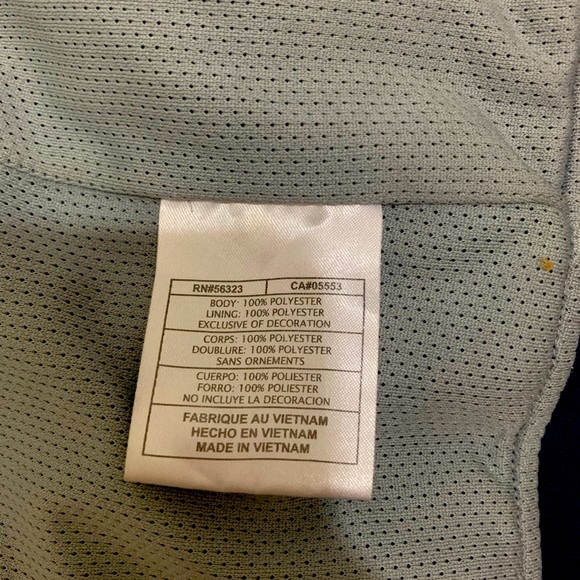 RN#56323 CA#05553
BODY: 100% POLYESTER
LINING: 100% POLYESTER
EXCLUSIVE OF DECORATION
CORPS: 100% POLYESTER
DOUBLURE: 100% POLYESTER
SANS ORNEMENTS
CUERPO: 100% POLIESTER
FORRO: 100% POLIESTER
NO INCLUYE LA DECORACION
FABRIQUE AU VIETNAM
HECHO EN VIETNAM
MADE IN VIETNAM